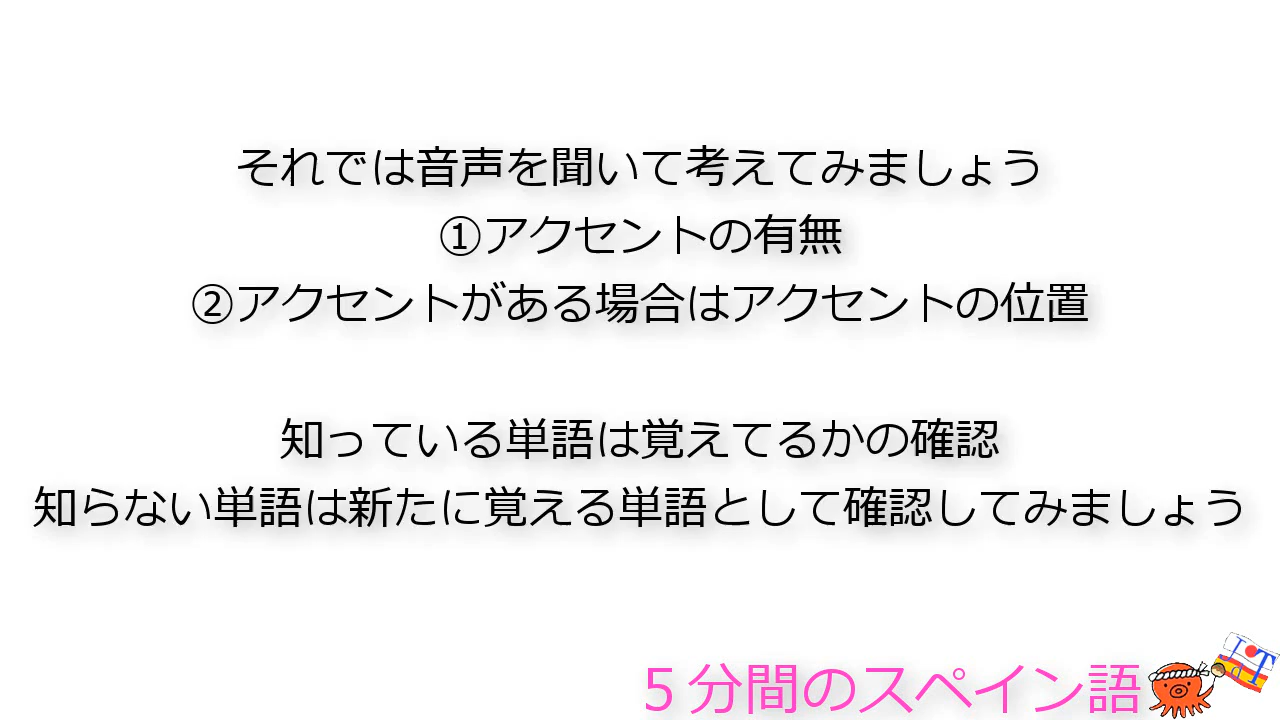 それでは音声を聞いて考えてみましょう
①アクセントの有無
②アクセントがある場合はアクセントの位置
知っている単語は覚えてるかの確認
知らない単語は新たに覚える単語として確認してみましょう
５分間のスペイン語